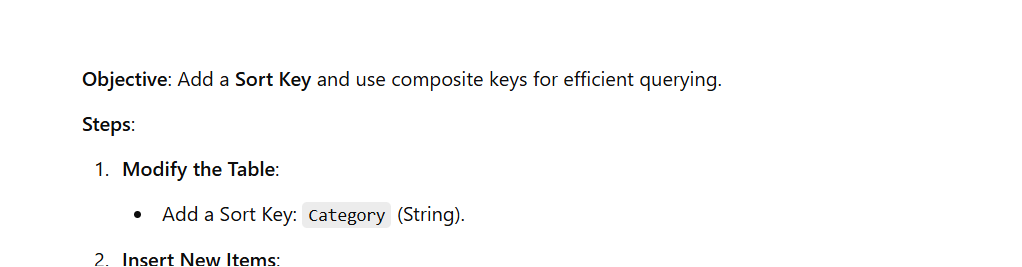 Objective: Add a Sort Key and use composite keys for efficient querying.
Steps:
1. Modify the Table:
• Add a Sort Key: Category (String).
2. Insert New Items: